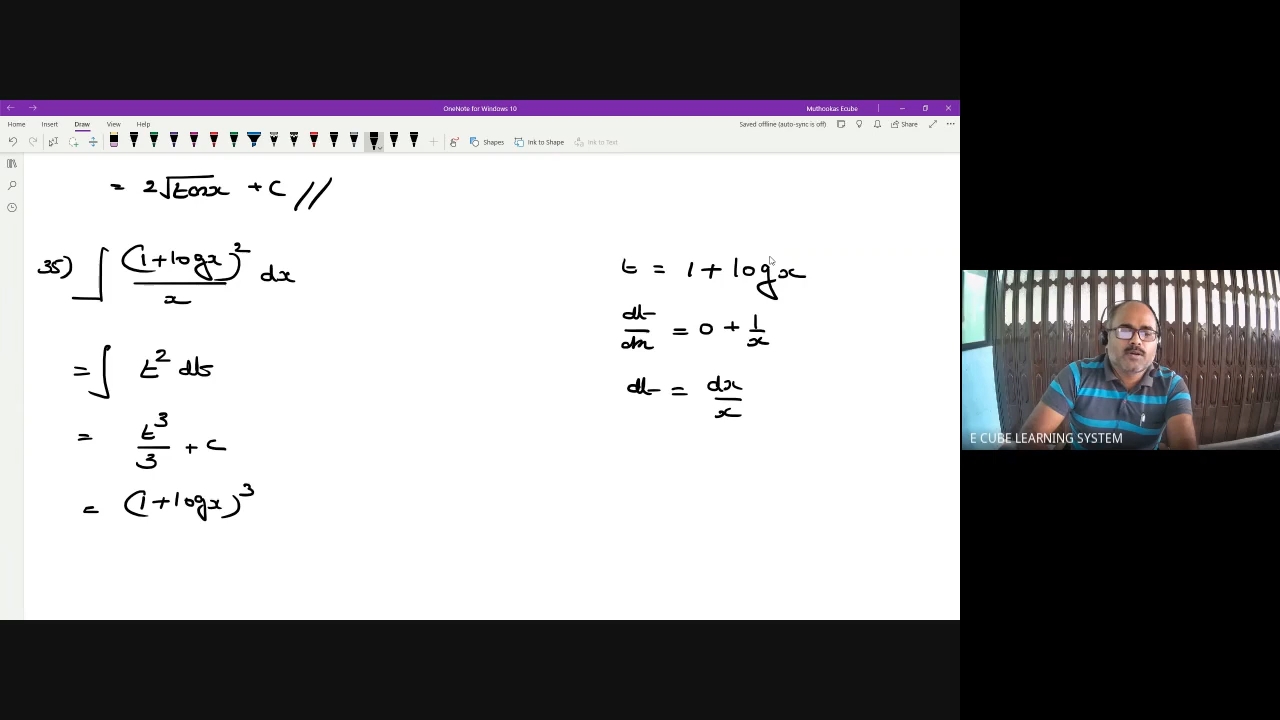 OneNote for Windows 10
Muthookas Ecube
Home Insert Draw View Help
Saved offline (auto-sync is off)
Share
Shapes
Ink to Shape
Ink to Text
= 2√tanx + C //
35) ∫ (1+logx)² / x dx
= ∫ t² dt
= t³/3 + c
= (1+logx)³
t = 1 + logx
dt/dx = 0 + 1/x
dt = dx/x
E CUBE LEARNING SYSTEM